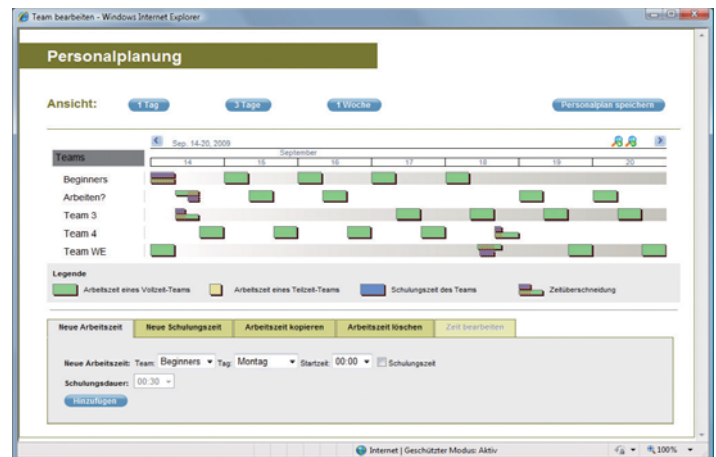 Team bearbeiten - Windows Internet Explorer
Personalplanung
Ansicht: 1 Tag 3 Tage 1 Woche Personalplan speichern
Sep. 14-20, 2009
September
Teams 14 15 16 17 18 19 20
Beginners
Arbeiten?
Team 3
Team 4
Team WE
Legende
Arbeitszeit eines Vollzeit-Teams Arbeitszeit eines Teilzeit-Teams Schulungszeit des Teams Zeitüberschneidung
Neue Arbeitszeit Neue Schulungszeit Arbeitszeit kopieren Arbeitszeit löschen Zeit bearbeiten
Neue Arbeitszeit: Team: Beginners Tag: Montag Startzeit: 00:00 Schulungszeit
Schulungsdauer: 00:30
Hinzufügen
Internet | Geschützter Modus: Aktiv 100%